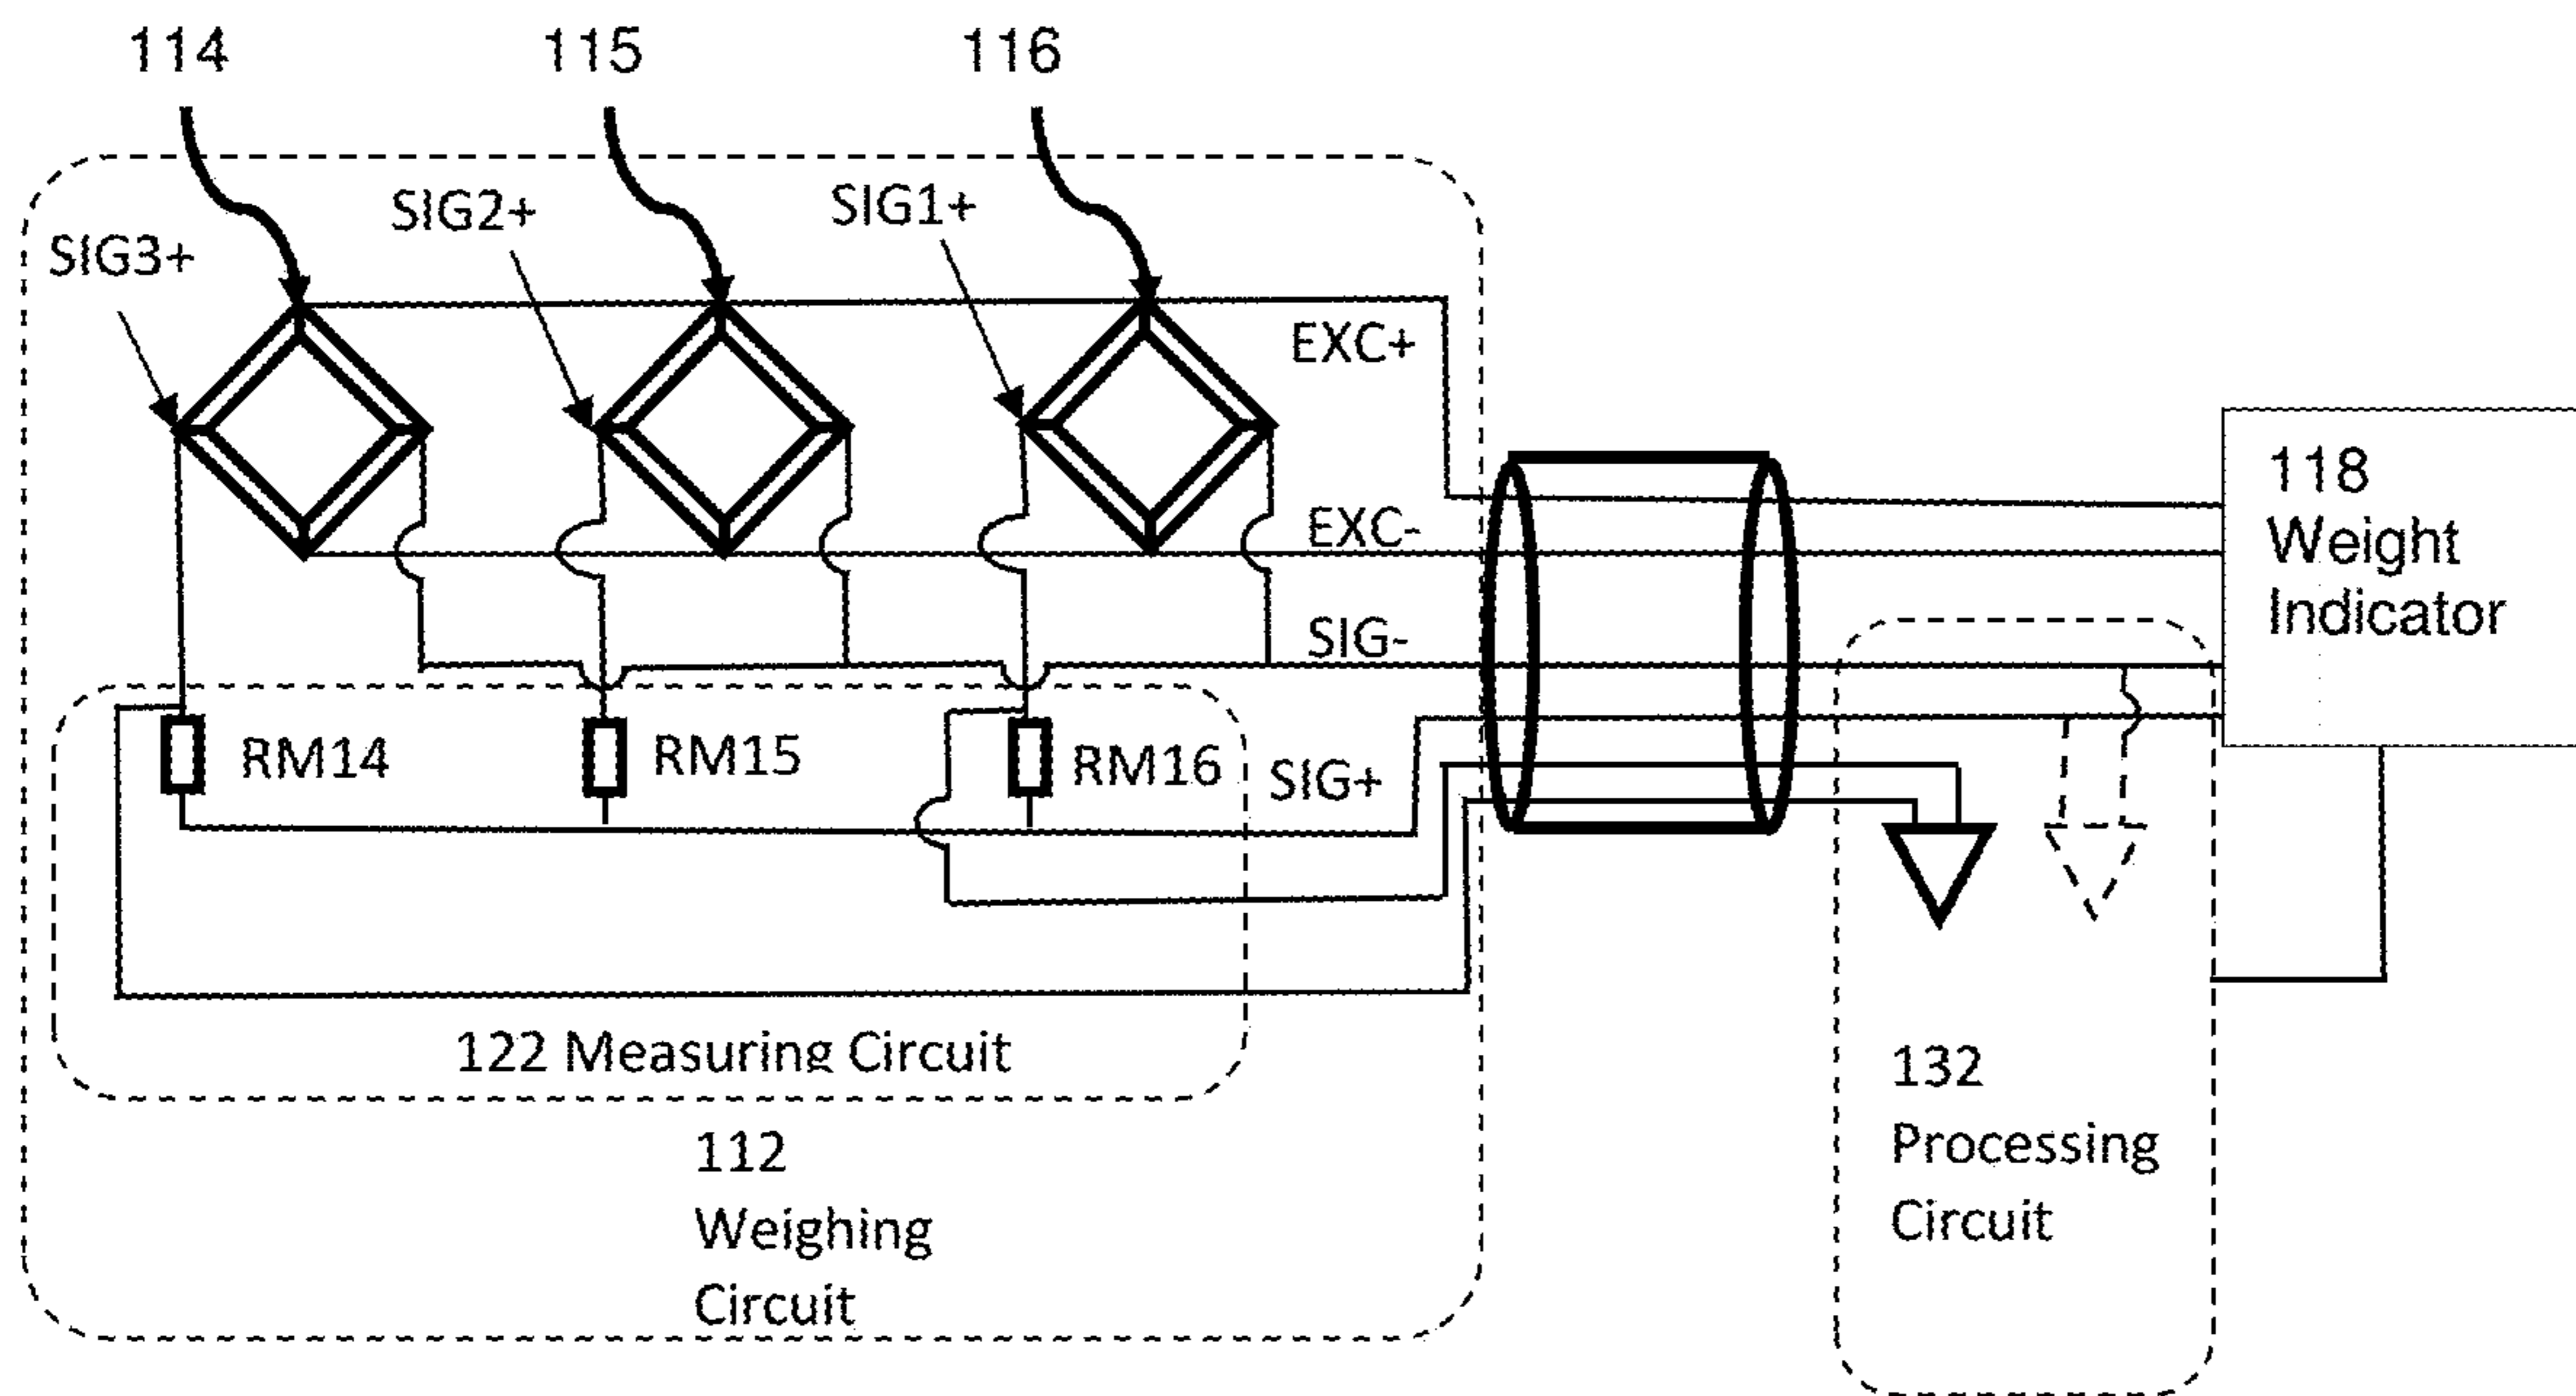 114
115
116
SIG3+
SIG2+
SIG1+
EXC+
EXC-
SIG-
SIG+
118
Weight
Indicator
RM14
RM15
RM16
122 Measuring Circuit
112
Weighing
Circuit
132
Processing
Circuit